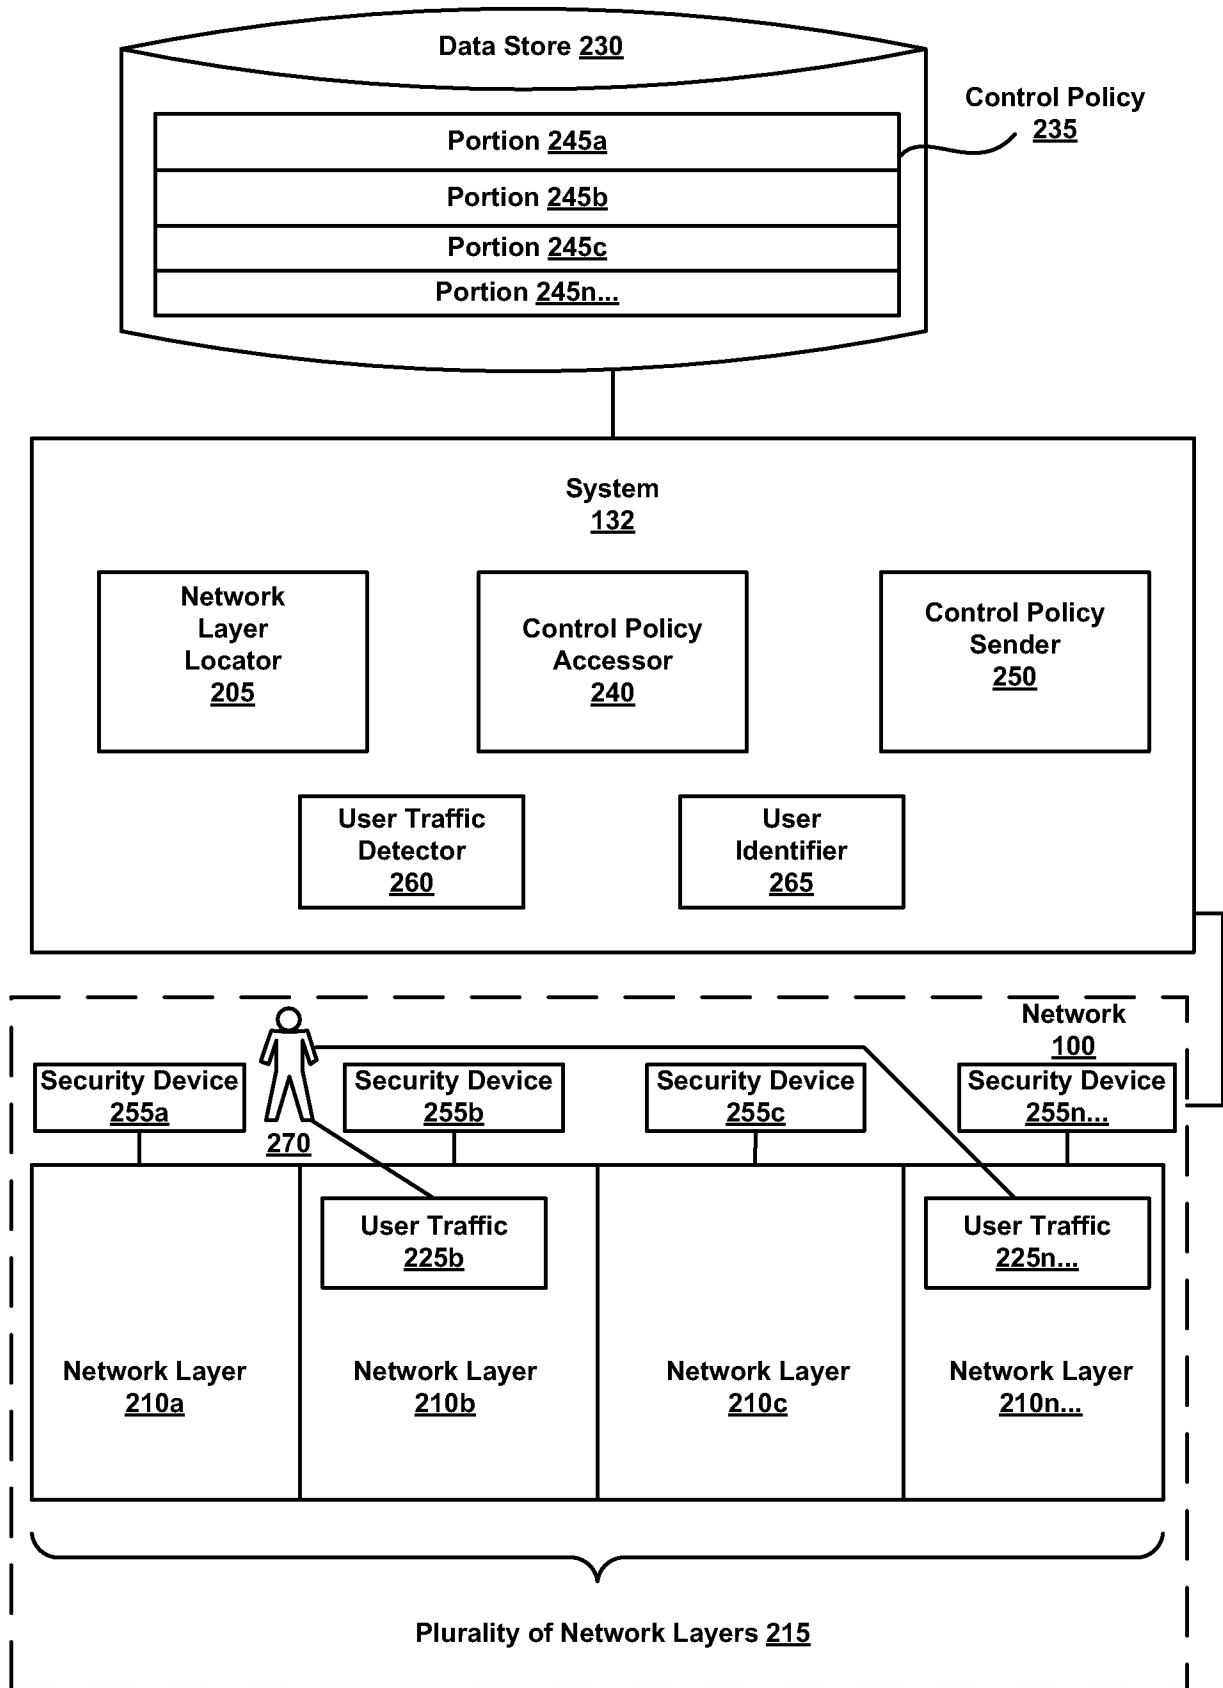 Data Store 230
Control Policy
235
Portion 245a
Portion 245b
Portion 245c
Portion 245n...
System
132
Network
Layer
Locator
205
Control Policy
Accessor
240
Control Policy
Sender
250
User Traffic
Detector
260
User
Identifier
265
Network
100
Security Device
255a
270
Security Device
255b
Security Device
255c
Security Device
255n...
User Traffic
225b
User Traffic
225n...
Network Layer
210a
Network Layer
210b
Network Layer
210c
Network Layer
210n...
Plurality of Network Layers 215